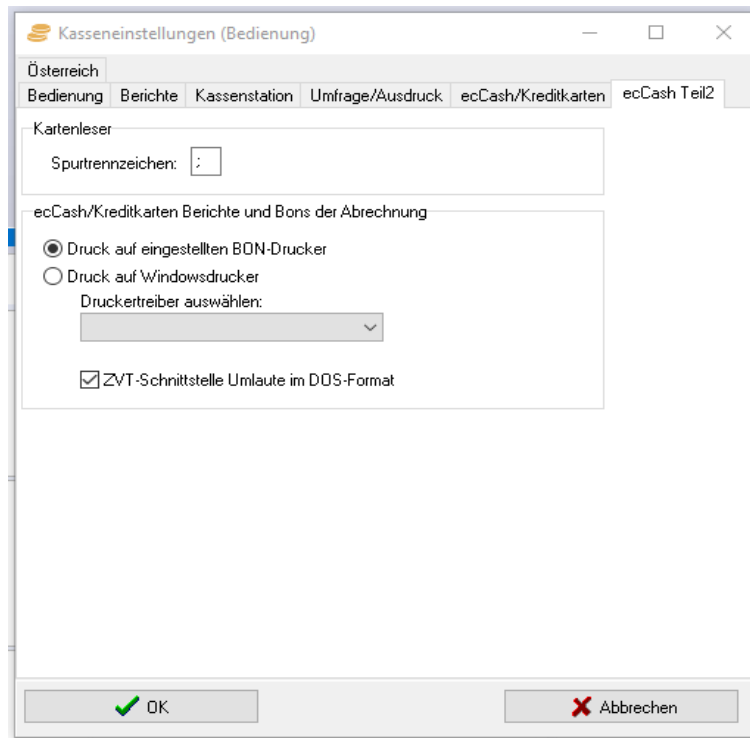 Kasseneinstellungen (Bedienung)
Österreich
Bedienung Berichte Kassenstation Umfrage/Ausdruck ecCash/Kreditkarten ecCash Teil2
Kartenleser
Spurtrennzeichen: ;
ecCash/Kreditkarten Berichte und Bons der Abrechnung
Druck auf eingestellten BON-Drucker
Druck auf Windowsdrucker
Druckertreiber auswählen:
ZVT-Schnittstelle Umlaute im DOS-Format
OK Abbrechen